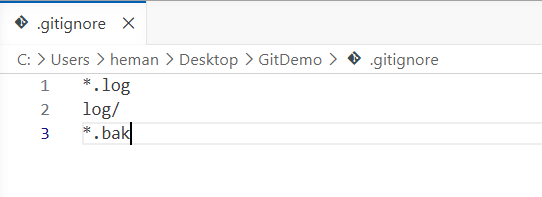 .gitignore
C: > Users > heman > Desktop > GitDemo > .gitignore
1 *.log
2 log/
3 *.bak